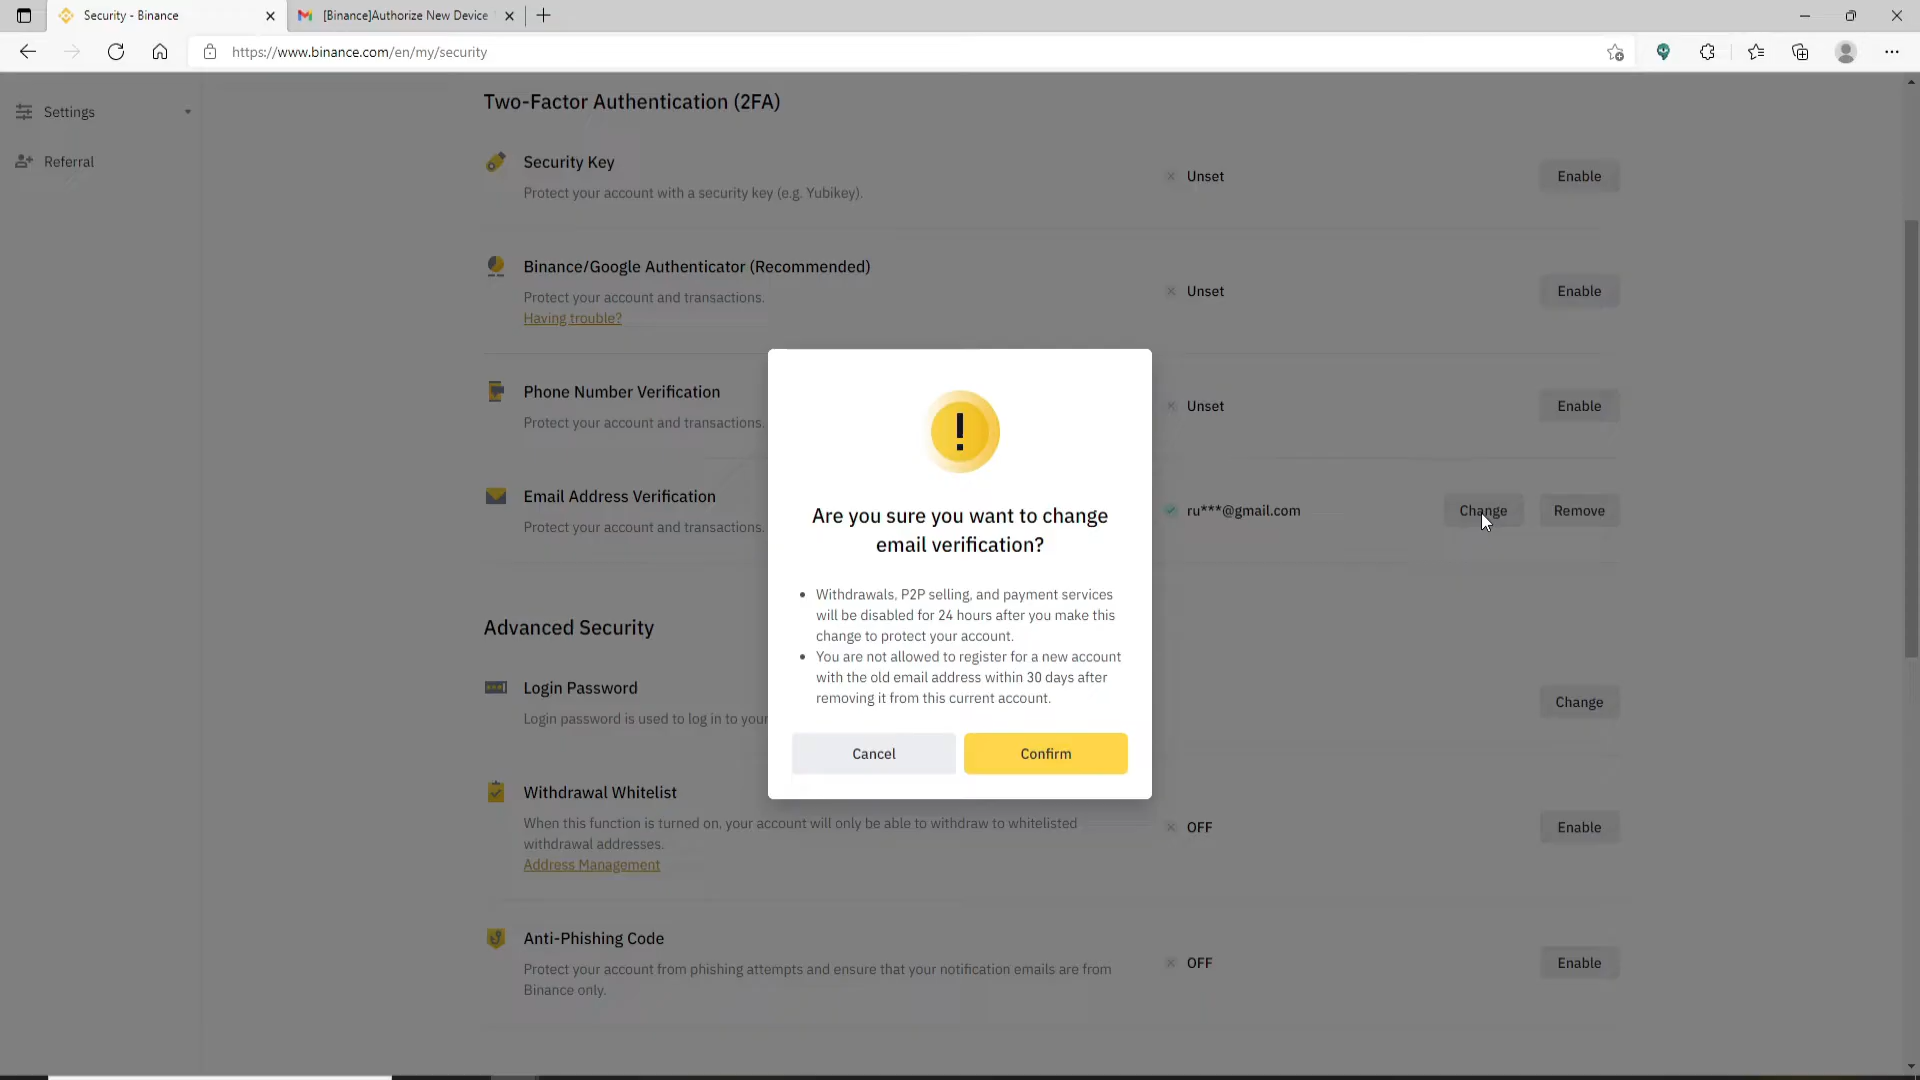 Security - Binance
[Binance]Authorize New Device
https://www.binance.com/en/my/security
Settings
Referral
Two-Factor Authentication (2FA)
Security Key
Protect your account with a security key (e.g. Yubikey).
Unset
Enable
Binance/Google Authenticator (Recommended)
Protect your account and transactions.
Having trouble?
Unset
Enable
Phone Number Verification
Protect your account and transactions.
Unset
Enable
Email Address Verification
Protect your account and transactions.
ru***@gmail.com
Change
Remove
!
Are you sure you want to change
email verification?
• Withdrawals, P2P selling, and payment services
will be disabled for 24 hours after you make this
change to protect your account.
• You are not allowed to register for a new account
with the old email address within 30 days after
removing it from this current account.
Cancel
Confirm
Advanced Security
Login Password
Login password is used to log in to your
Change
Withdrawal Whitelist
When this function is turned on, your account will only be able to withdraw to whitelisted
withdrawal addresses.
Address Management
OFF
Enable
Anti-Phishing Code
Protect your account from phishing attempts and ensure that your notification emails are from
Binance only.
OFF
Enable